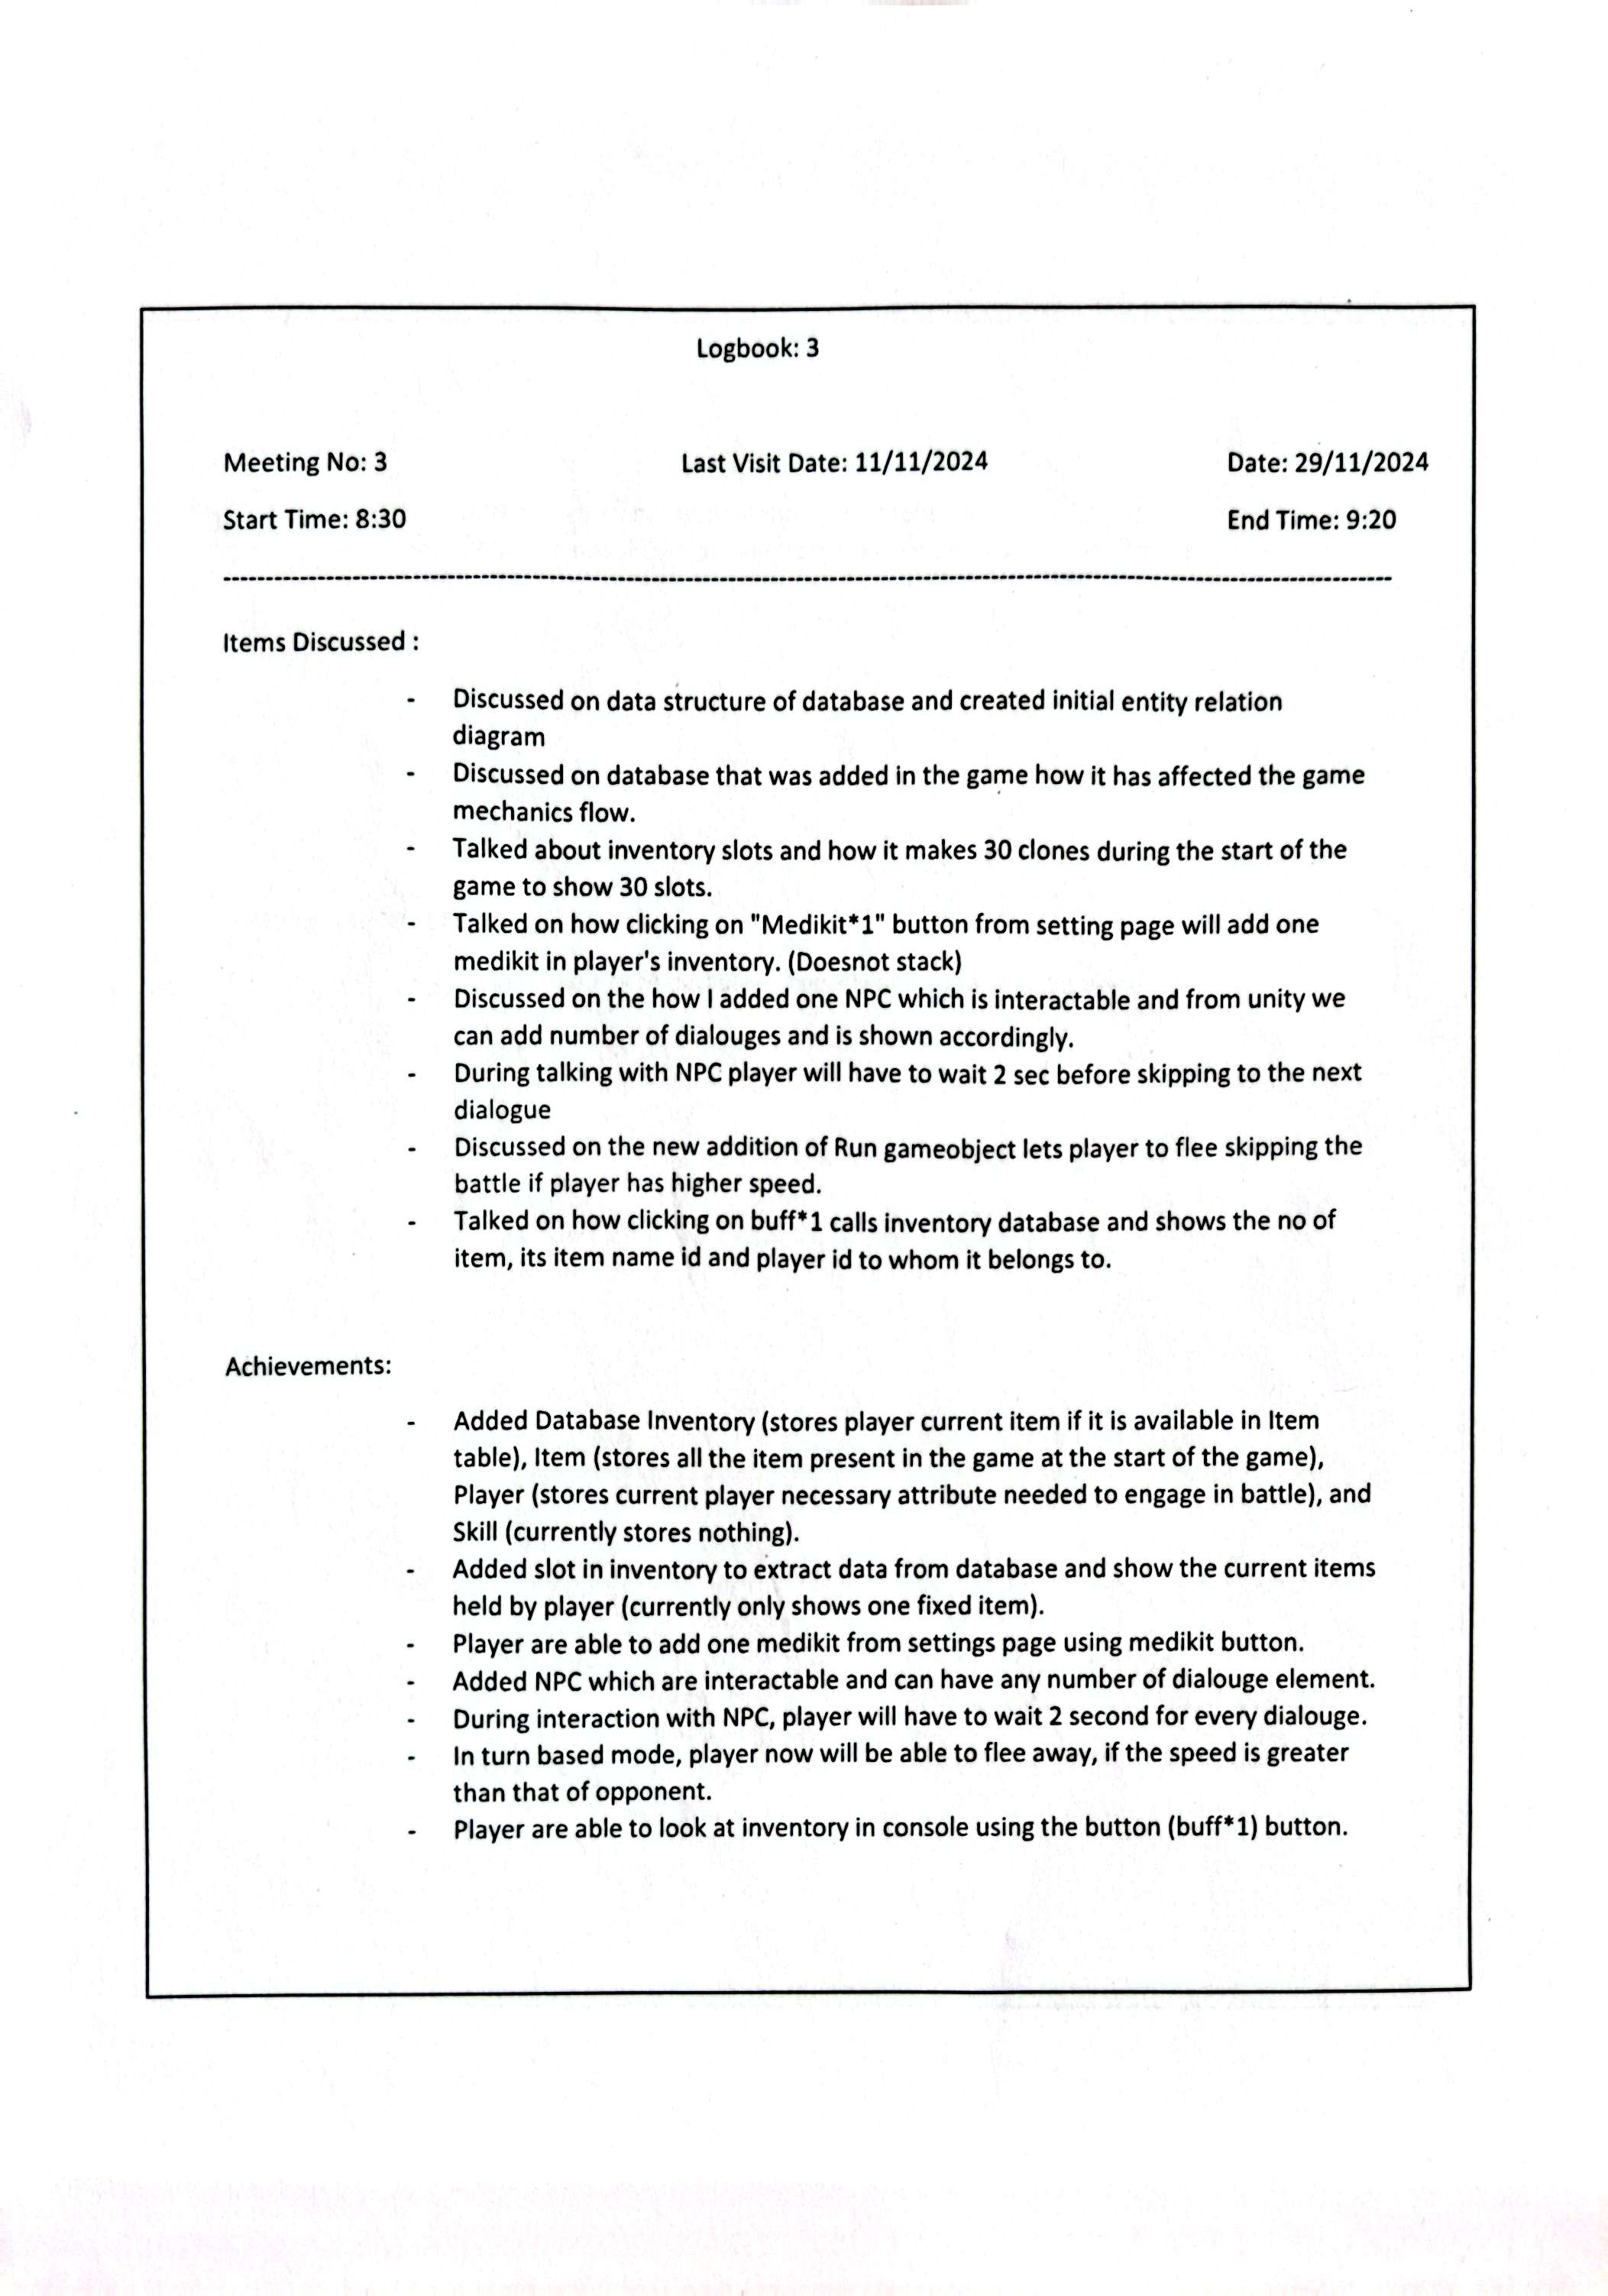 Logbook: 3
Meeting No: 3 Last Visit Date: 11/11/2024 Date: 29/11/2024
Start Time: 8:30 End Time: 9:20
Items Discussed :
- Discussed on data structure of database and created initial entity relation
diagram
- Discussed on database that was added in the game how it has affected the game
mechanics flow.
- Talked about inventory slots and how it makes 30 clones during the start of the
game to show 30 slots.
- Talked on how clicking on "Medikit*1" button from setting page will add one
medikit in player's inventory. (Doesnot stack)
- Discussed on the how I added one NPC which is interactable and from unity we
can add number of dialouges and is shown accordingly.
- During talking with NPC player will have to wait 2 sec before skipping to the next
dialogue
- Discussed on the new addition of Run gameobject lets player to flee skipping the
battle if player has higher speed.
- Talked on how clicking on buff*1 calls inventory database and shows the no of
item, its item name id and player id to whom it belongs to.
Achievements:
- Added Database Inventory (stores player current item if it is available in Item
table), Item (stores all the item present in the game at the start of the game),
Player (stores current player necessary attribute needed to engage in battle), and
Skill (currently stores nothing).
- Added slot in inventory to extract data from database and show the current items
held by player (currently only shows one fixed item).
- Player are able to add one medikit from settings page using medikit button.
- Added NPC which are interactable and can have any number of dialouge element.
- During interaction with NPC, player will have to wait 2 second for every dialouge.
- In turn based mode, player now will be able to flee away, if the speed is greater
than that of opponent.
- Player are able to look at inventory in console using the button (buff*1) button.